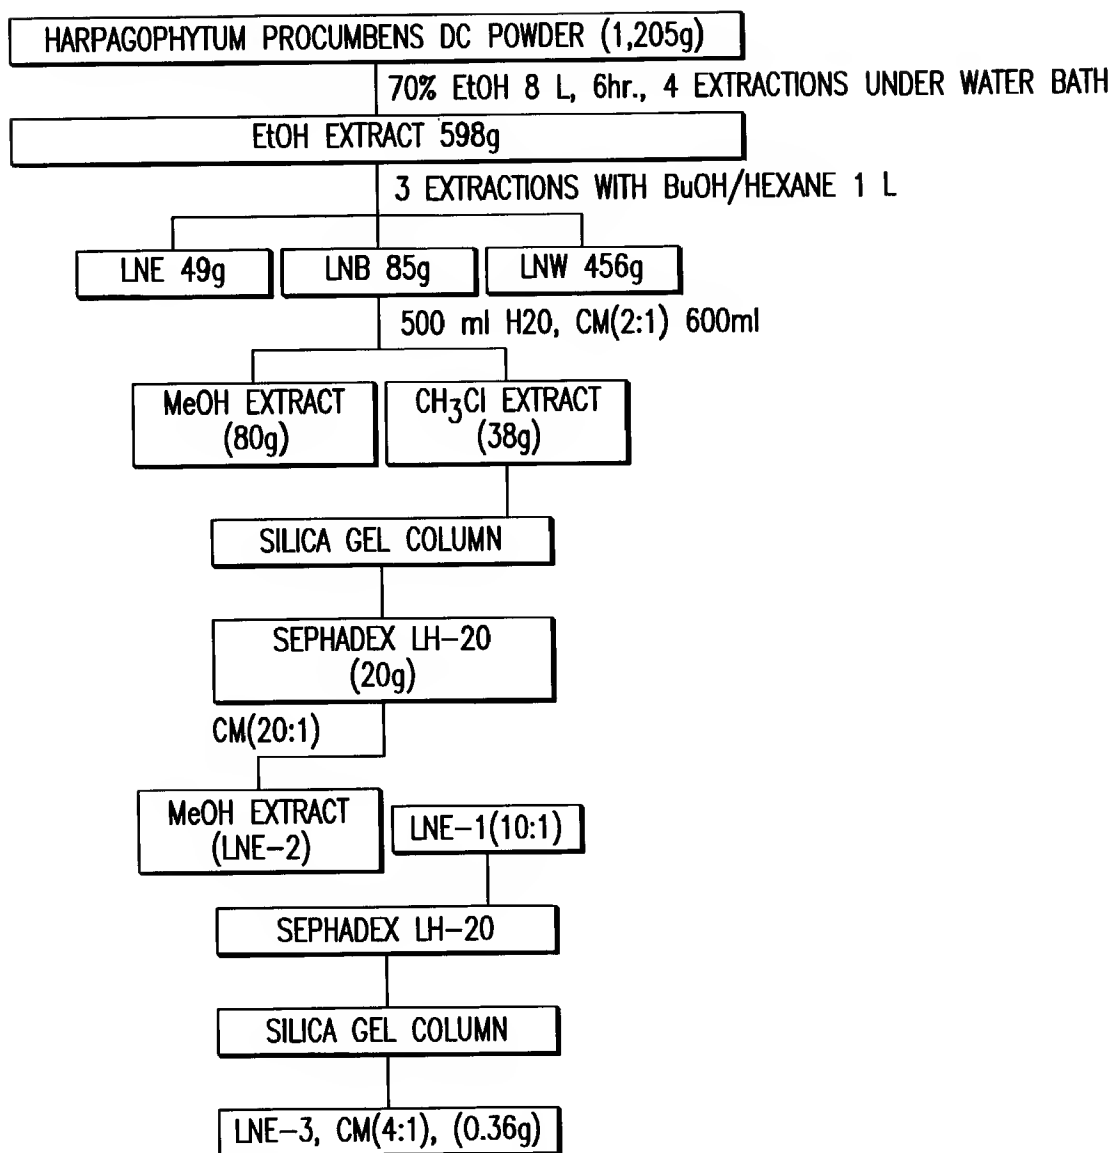 HARPAGOPHYTUM PROCUMBENS DC POWDER (1,205g)
70% EtOH 8 L, 6hr., 4 EXTRACTIONS UNDER WATER BATH
EtOH EXTRACT 598g
3 EXTRACTIONS WITH BuOH/HEXANE 1 L
LNE 49g
LNB 85g
LNW 456g
500 ml H20, CM(2:1) 600ml
MeOH EXTRACT
(80g)
CH3Cl EXTRACT
(38g)
SILICA GEL COLUMN
SEPHADEX LH-20
(20g)
CM(20:1)
MeOH EXTRACT
(LNE-2)
LNE-1(10:1)
SEPHADEX LH-20
SILICA GEL COLUMN
LNE-3, CM(4:1), (0.36g)